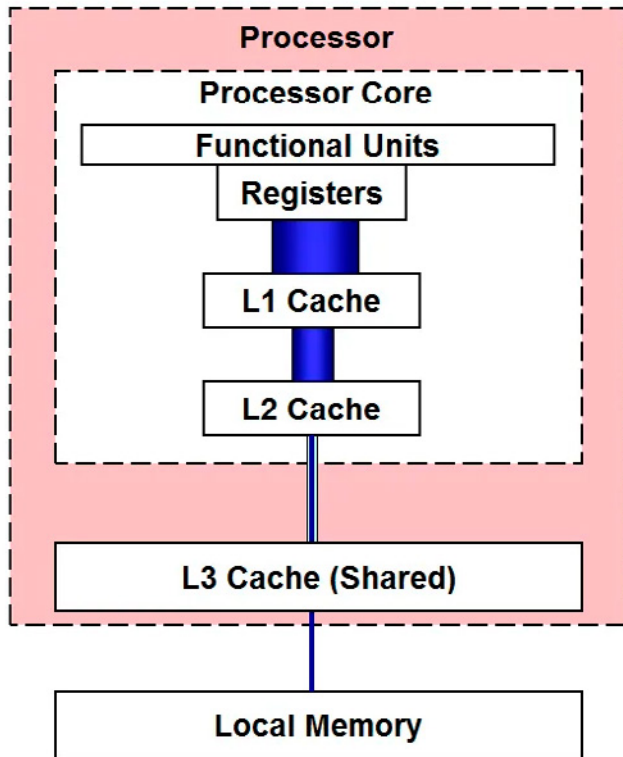 Processor
Processor Core
Functional Units
Registers
L1 Cache
L2 Cache
L3 Cache (Shared)
Local Memory